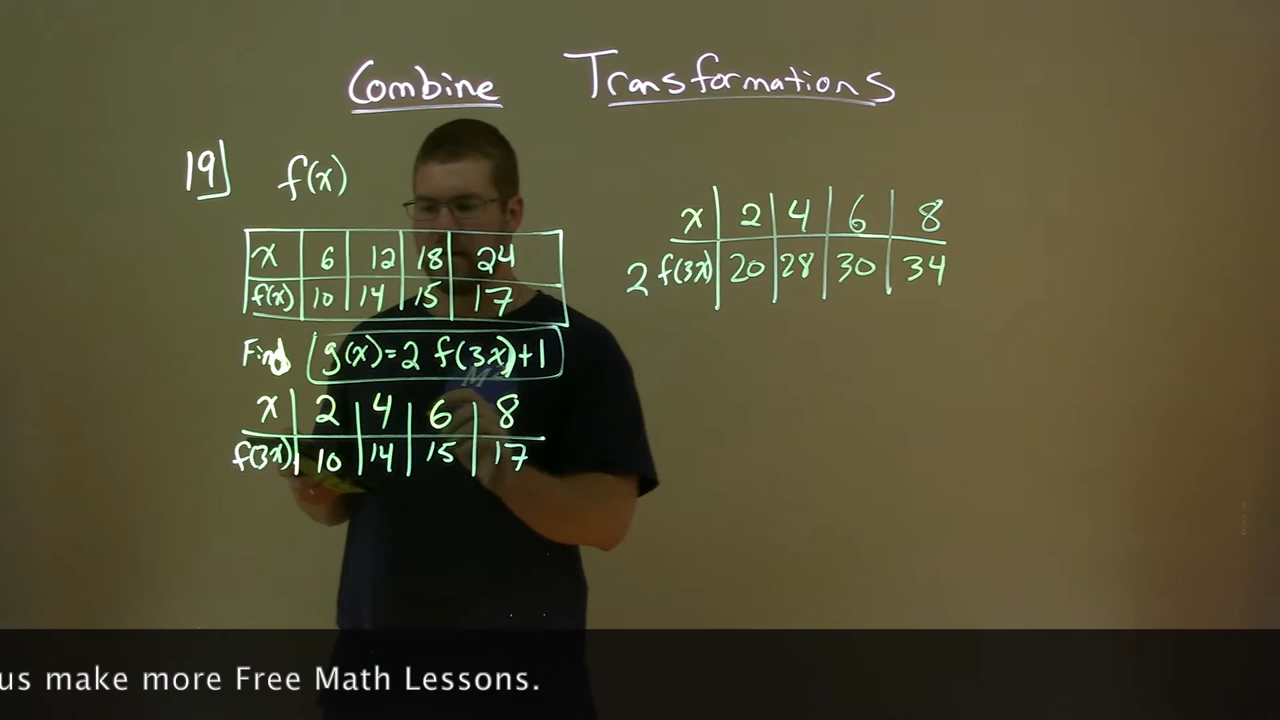 Combine Transformations
19] f(x)
x 6 12 18 24
f(x) 10 14 15 17
Find g(x)=2 f(3x)+1
x 2 4 6 8
f(3x) 10 14 15 17
x 2 4 6 8
2 f(3x) 20 28 30 34
us make more Free Math Lessons.